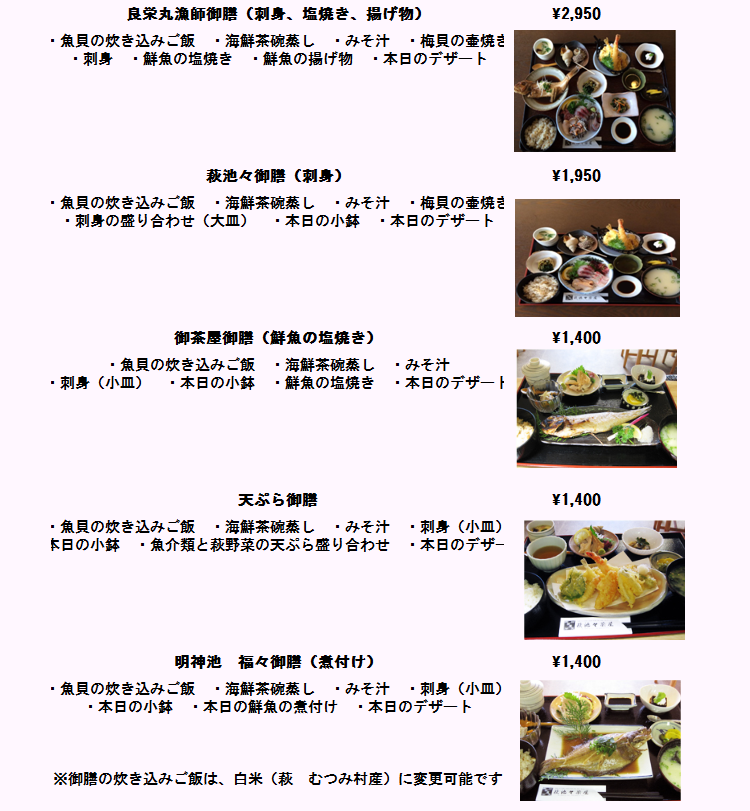 良栄丸漁師御膳（刺身、塩焼き、揚げ物） ¥2,950
・魚貝の炊き込みご飯 ・海鮮茶碗蒸し ・みそ汁 ・梅貝の壷焼き
・刺身 ・鮮魚の塩焼き ・鮮魚の揚げ物 ・本日のデザート
萩池々御膳（刺身） ¥1,950
・魚貝の炊き込みご飯 ・海鮮茶碗蒸し ・みそ汁 ・梅貝の壷焼き
・刺身の盛り合わせ（大皿） ・本日の小鉢 ・本日のデザート
御茶屋御膳（鮮魚の塩焼き） ¥1,400
・魚貝の炊き込みご飯 ・海鮮茶碗蒸し ・みそ汁
・刺身（小皿） ・本日の小鉢 ・鮮魚の塩焼き ・本日のデザート
天ぷら御膳 ¥1,400
・魚貝の炊き込みご飯 ・海鮮茶碗蒸し ・みそ汁 ・刺身（小皿）
本日の小鉢 ・魚介類と萩野菜の天ぷら盛り合わせ ・本日のデザー
明神池 福々御膳（煮付け） ¥1,400
・魚貝の炊き込みご飯 ・海鮮茶碗蒸し ・みそ汁 ・刺身（小皿）
・本日の小鉢 ・本日の鮮魚の煮付け ・本日のデザート
※御膳の炊き込みご飯は、白米（萩 むつみ村産）に変更可能です